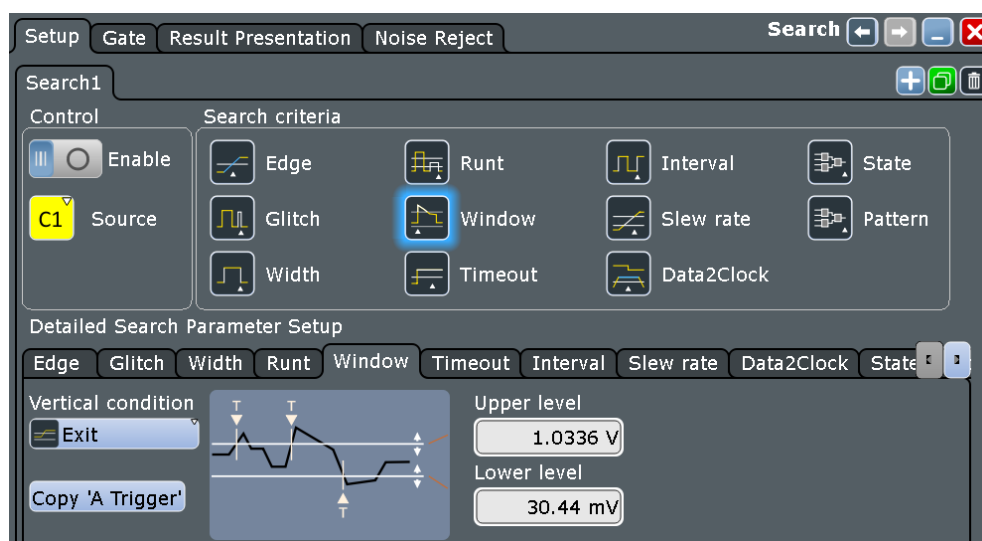 Setup Gate Result Presentation Noise Reject Search
Search1
Control Search criteria
Enable Edge Runt Interval State
C1 Source Glitch Window Slew rate Pattern
Width Timeout Data2Clock
Detailed Search Parameter Setup
Edge Glitch Width Runt Window Timeout Interval Slew rate Data2Clock State
Vertical condition T T Upper level
Exit 1.0336 V
Lower level
Copy 'A Trigger' T 30.44 mV